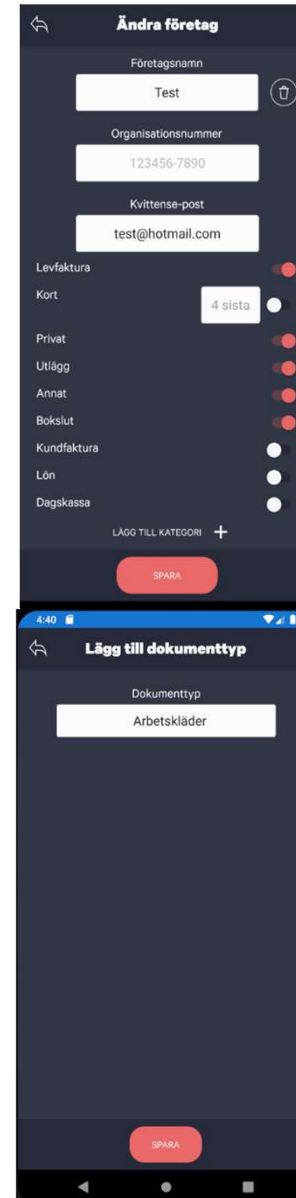 Ändra företag
Företagsnamn
Test
Organisationsnummer
123456-7890
Kvittense-post
test@hotmail.com
Levfaktura
Kort 4 sista
Privat
Utlägg
Annat
Bokslut
Kundfaktura
Lön
Dagskassa
LÄGG TILL KATEGORI +
SPARA
4:40
Lägg till dokumenttyp
Dokumenttyp
Arbetskläder
SPARA